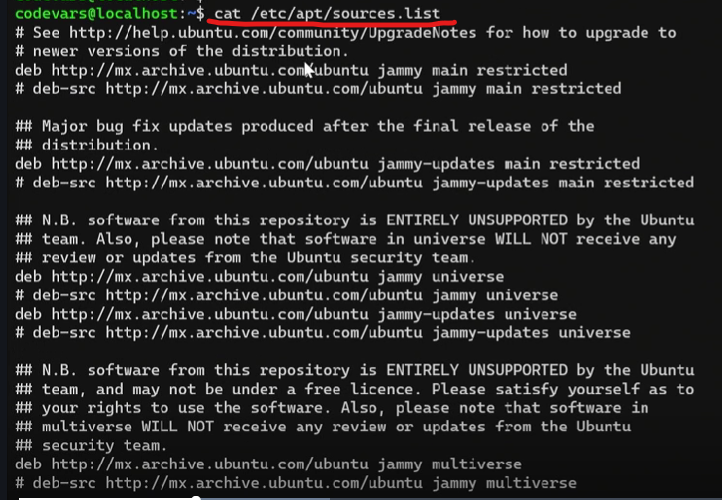 codevars@localhost:~$ cat /etc/apt/sources.list
# See http://help.ubuntu.com/community/UpgradeNotes for how to upgrade to
# newer versions of the distribution.
deb http://mx.archive.ubuntu.com/ubuntu jammy main restricted
# deb-src http://mx.archive.ubuntu.com/ubuntu jammy main restricted
## Major bug fix updates produced after the final release of the
## distribution.
deb http://mx.archive.ubuntu.com/ubuntu jammy-updates main restricted
# deb-src http://mx.archive.ubuntu.com/ubuntu jammy-updates main restricted
## N.B. software from this repository is ENTIRELY UNSUPPORTED by the Ubuntu
## team. Also, please note that software in universe WILL NOT receive any
## review or updates from the Ubuntu security team.
deb http://mx.archive.ubuntu.com/ubuntu jammy universe
# deb-src http://mx.archive.ubuntu.com/ubuntu jammy universe
deb http://mx.archive.ubuntu.com/ubuntu jammy-updates universe
# deb-src http://mx.archive.ubuntu.com/ubuntu jammy-updates universe
## N.B. software from this repository is ENTIRELY UNSUPPORTED by the Ubuntu
## team, and may not be under a free licence. Please satisfy yourself as to
## your rights to use the software. Also, please note that software in
## multiverse WILL NOT receive any review or updates from the Ubuntu
## security team.
deb http://mx.archive.ubuntu.com/ubuntu jammy multiverse
# deb-src http://mx.archive.ubuntu.com/ubuntu jammy multiverse